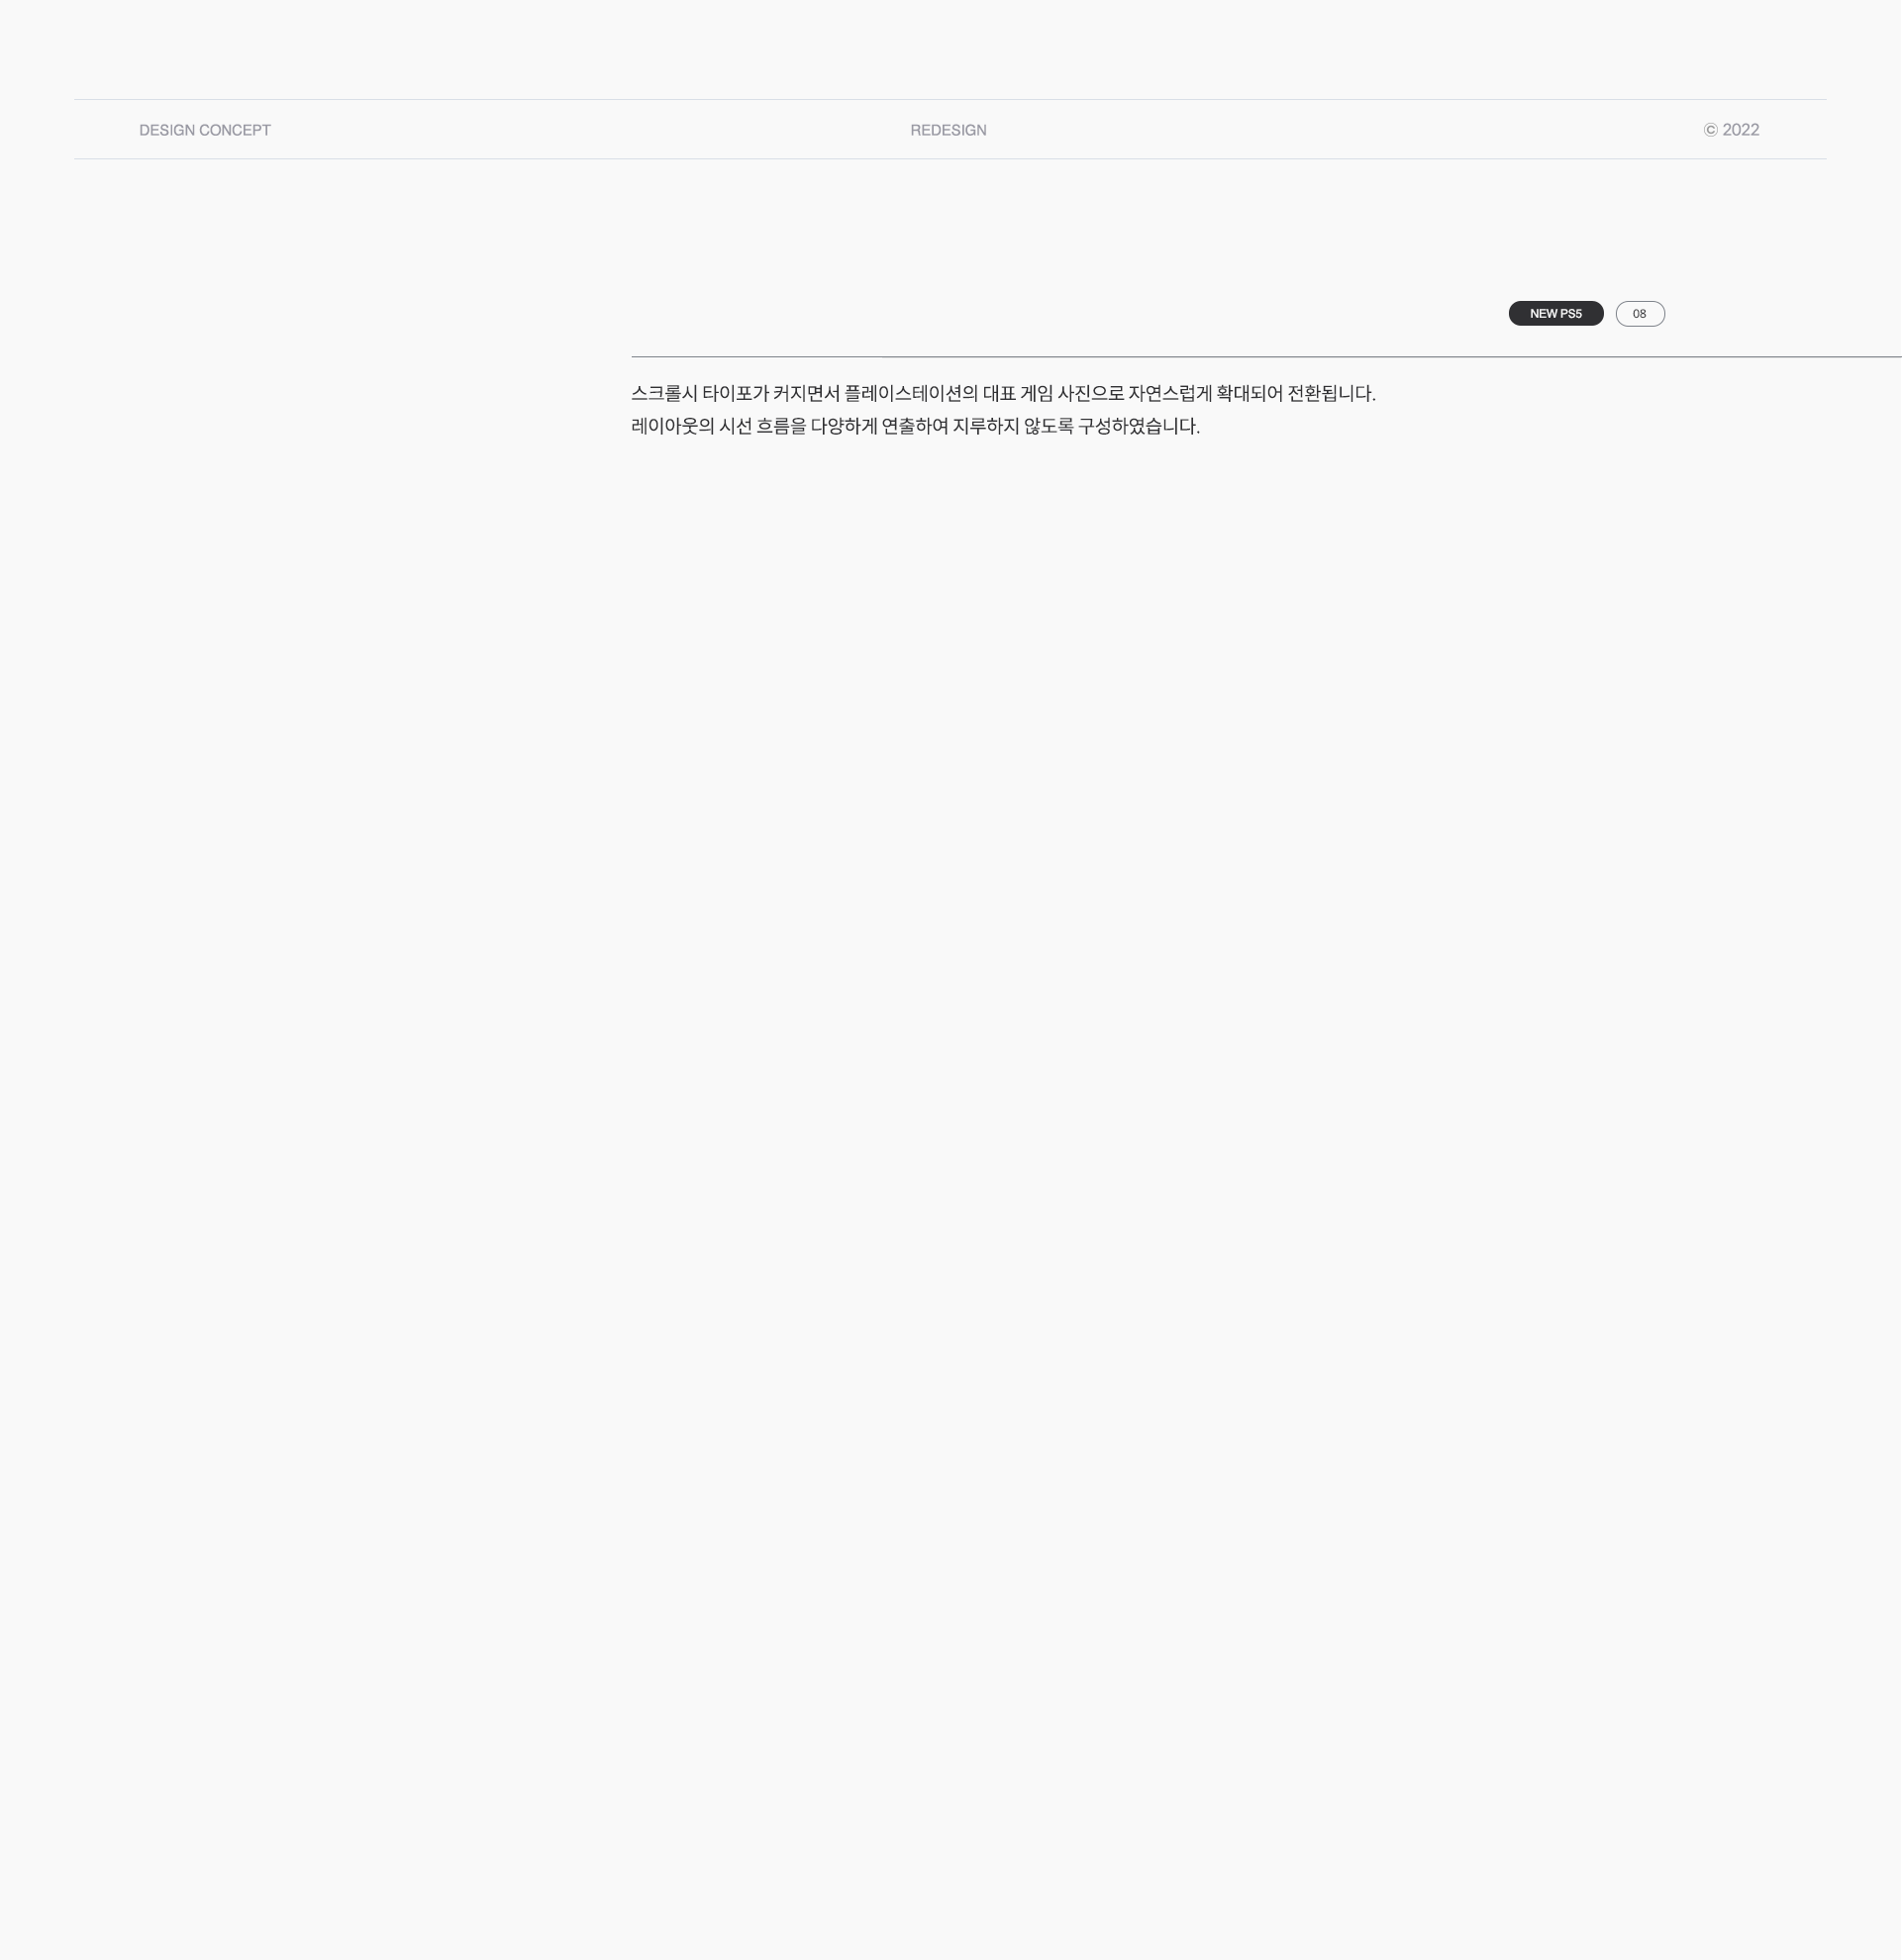 DESIGN CONCEPT
REDESIGN
© 2022
NEW PS5
08
스크롤시 타이포가 커지면서 플레이스테이션의 대표 게임 사진으로 자연스럽게 확대되어 전환됩니다.
레이아웃의 시선 흐름을 다양하게 연출하여 지루하지 않도록 구성하였습니다.